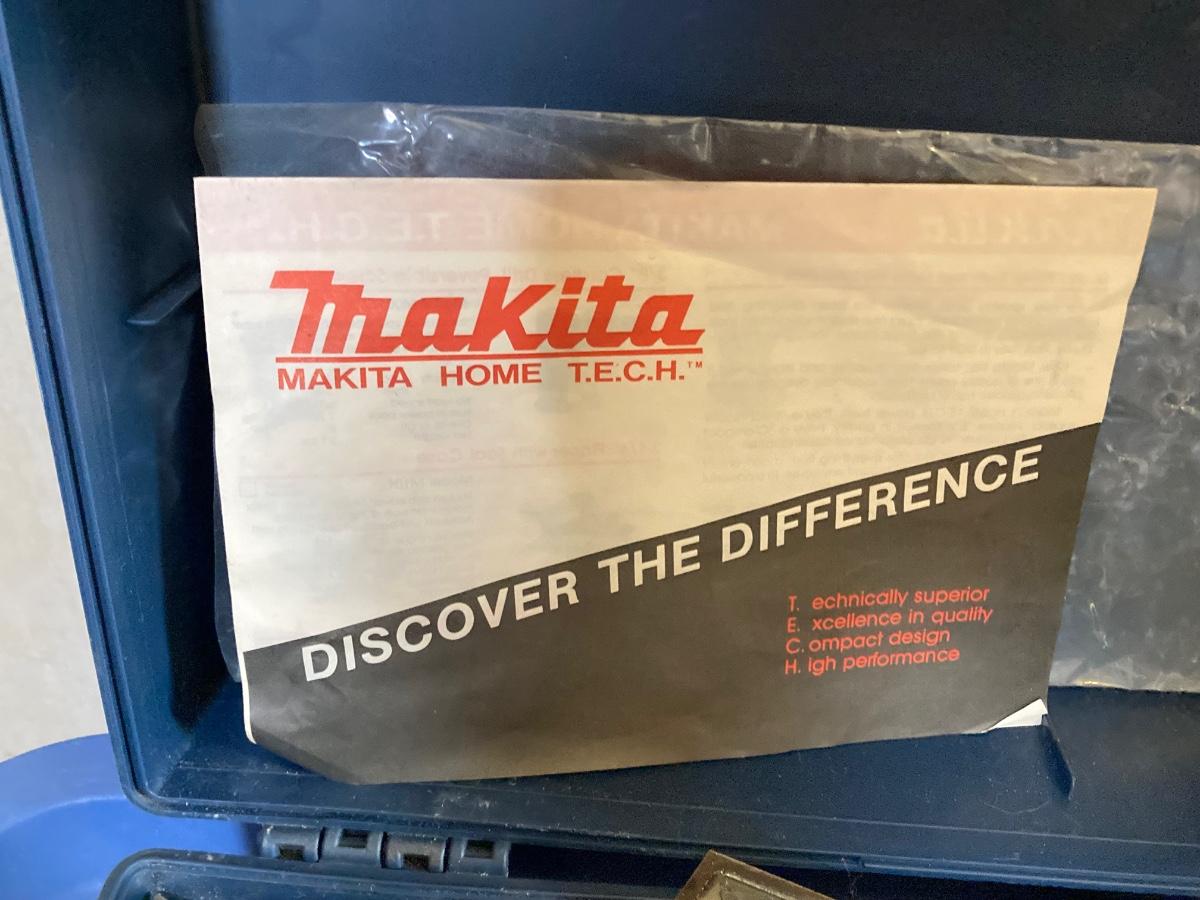 makita
MAKITA HOME T.E.C.H.™
DISCOVER THE DIFFERENCE
T. echnically superior
E. xcellence in quality
C. ompact design
H. igh performance